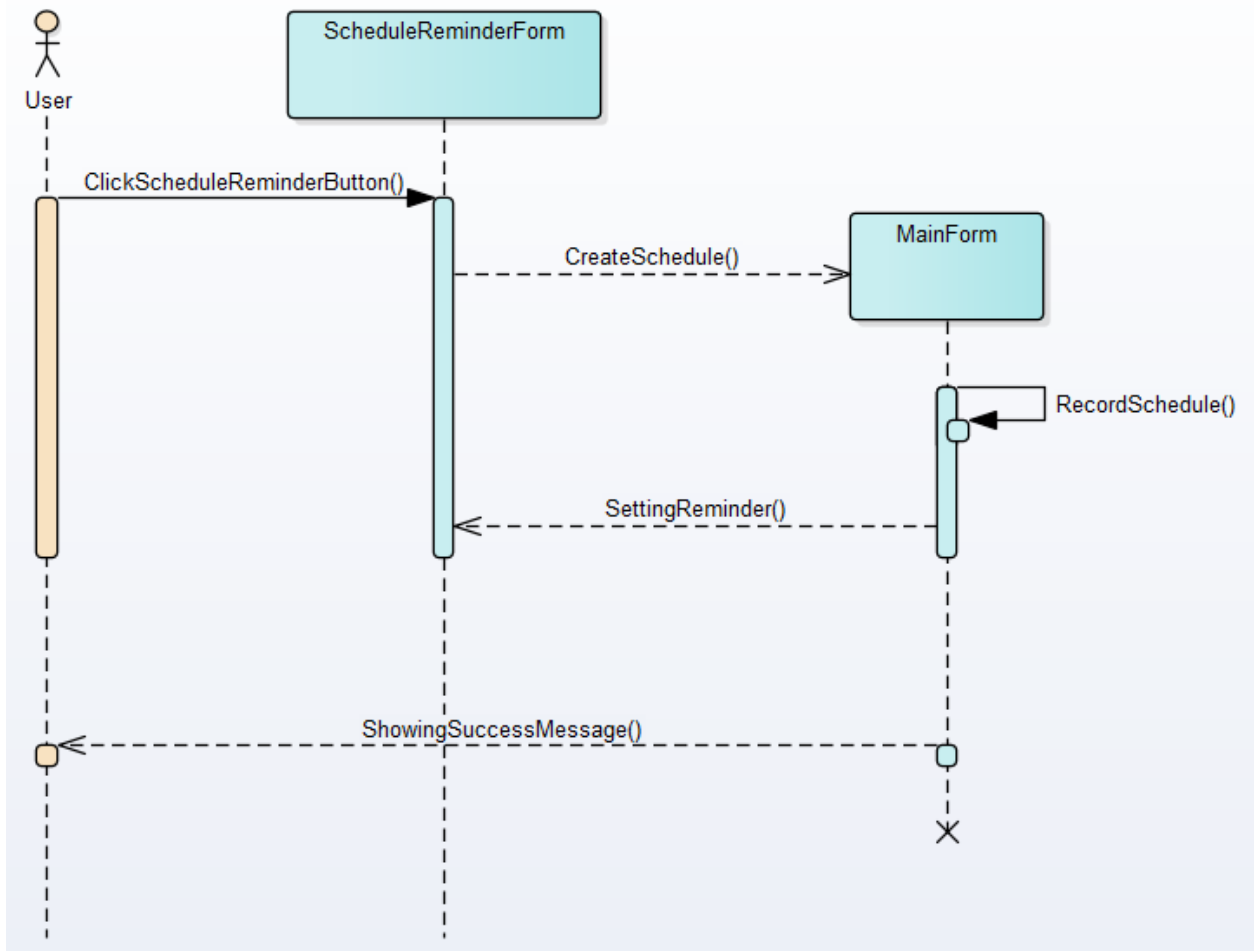 ScheduleReminderForm
User
ClickScheduleReminderButton()
MainForm
CreateSchedule()
RecordSchedule()
SettingReminder()
ShowingSuccessMessage()